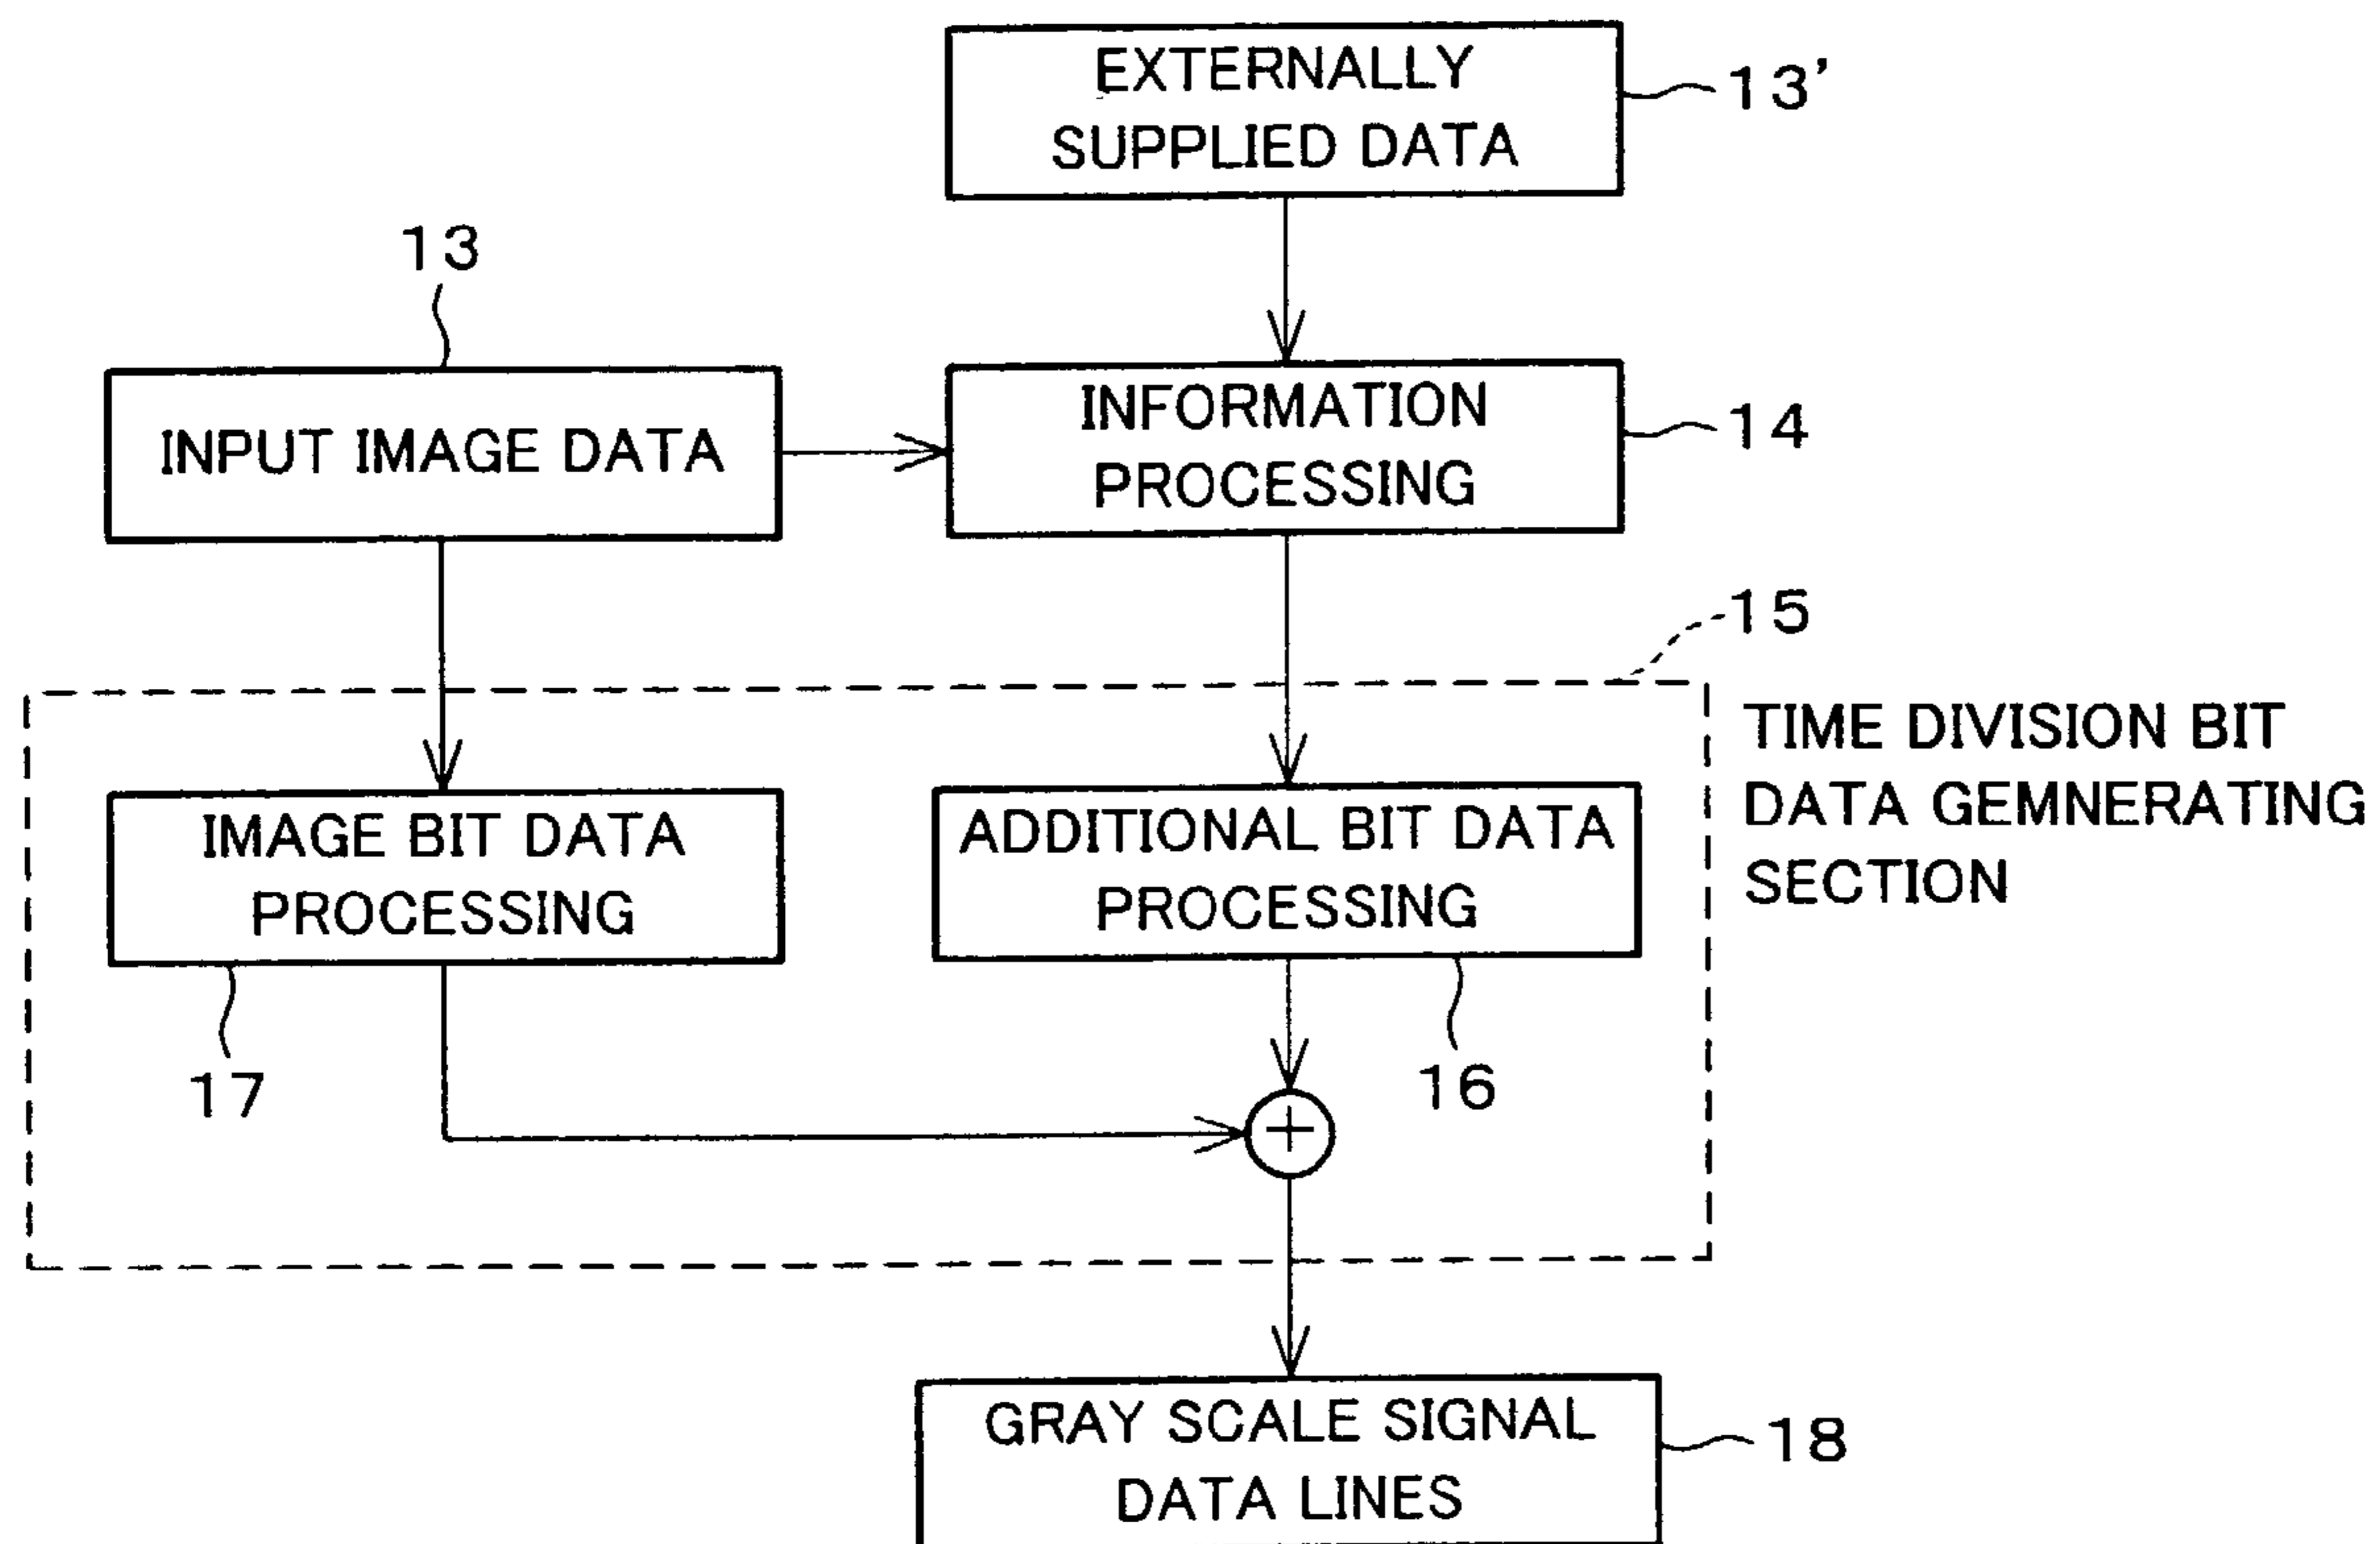 EXTERNALLY
SUPPLIED DATA
13'
13
INPUT IMAGE DATA
INFORMATION
PROCESSING
14
15
TIME DIVISION BIT
DATA GEMNERATING
SECTION
IMAGE BIT DATA
PROCESSING
ADDITIONAL BIT DATA
PROCESSING
17
16
+
GRAY SCALE SIGNAL
DATA LINES
18